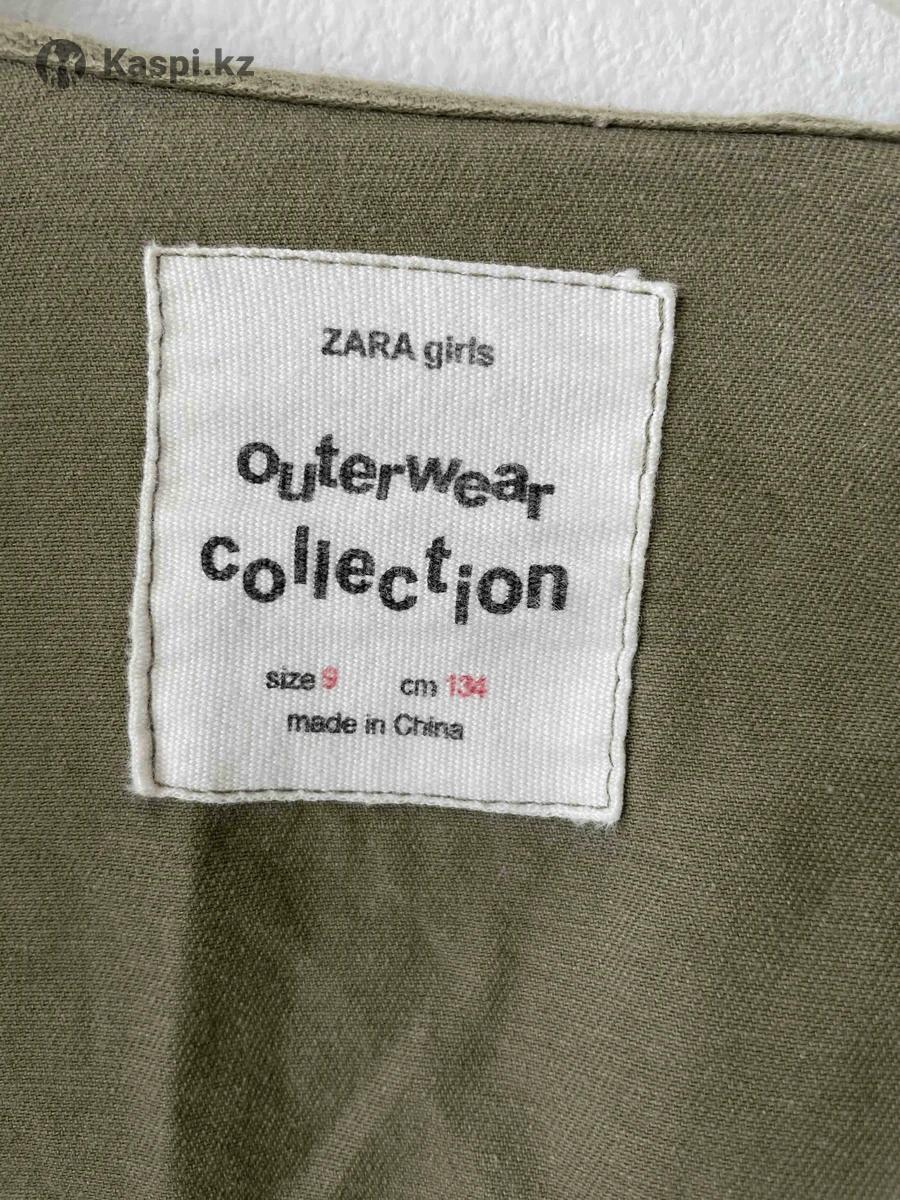 Kaspi.kz
ZARA girls
outerwear
collection
size 9 cm 134
made in China